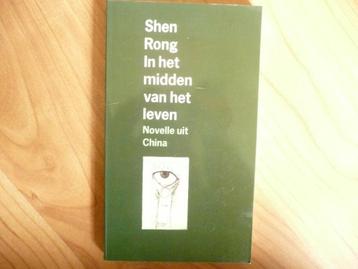 Shen
Rong
In het
midden
van het
leven
Novelle uit
China